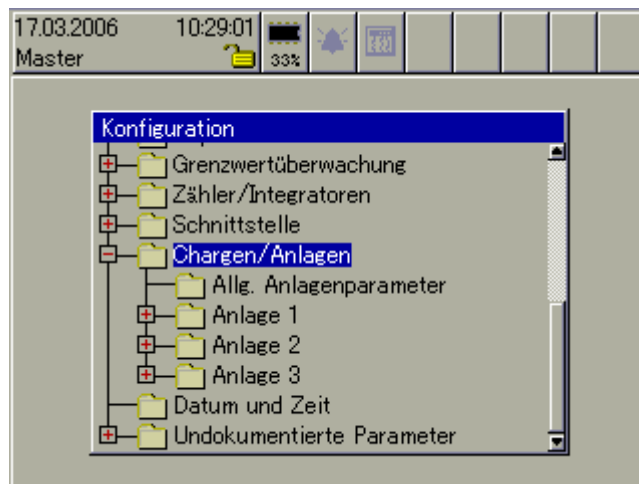 17.03.2006 10:29:01
Master 33%
Konfiguration
Grenzwertüberwachung
Zähler/Integratoren
Schnittstelle
Chargen/Anlagen
Allg. Anlagenparameter
Anlage 1
Anlage 2
Anlage 3
Datum und Zeit
Undokumentierte Parameter